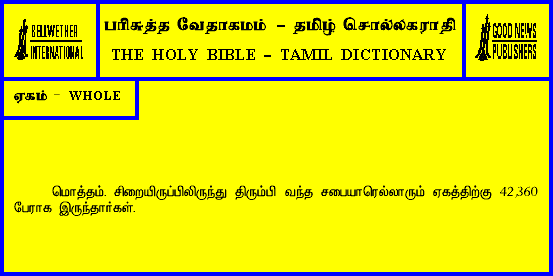 BELLWETHER
INTERNATIONAL
பரிசுத்த வேதாகமம் - தமிழ் சொல்லகராதி
THE HOLY BIBLE - TAMIL DICTIONARY
GOOD NEWS
PUBLISHERS
ஏகம் - WHOLE
மொத்தம். சிறையிருப்பிலிருந்து திரும்பி வந்த சபையாரெல்லாரும் ஏகத்திற்கு 42,360
பேராக இருந்தார்கள்.